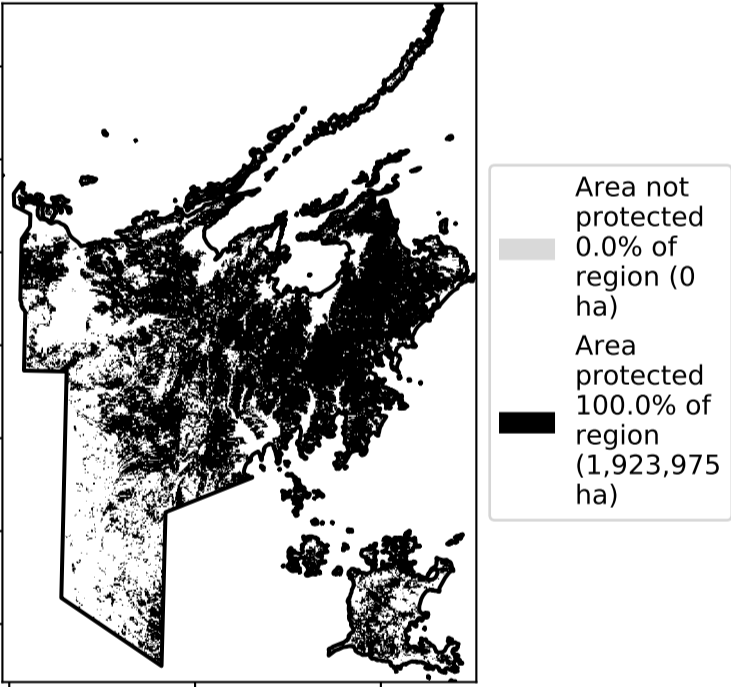 Area not
protected
0.0% of
region (0
ha)
Area
protected
100.0% of
region
(1,923,975
ha)